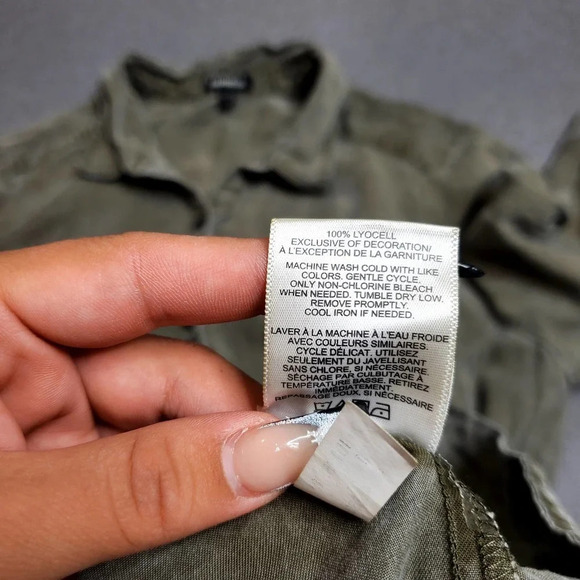 100% LYOCELL
EXCLUSIVE OF DECORATION/
À L'EXCEPTION DE LA GARNITURE
MACHINE WASH COLD WITH LIKE
COLORS. GENTLE CYCLE.
ONLY NON-CHLORINE BLEACH
WHEN NEEDED. TUMBLE DRY LOW.
REMOVE PROMPTLY.
COOL IRON IF NEEDED.
LAVER À LA MACHINE À L'EAU FROIDE
AVEC COULEURS SIMILAIRES.
CYCLE DÉLICAT. UTILISEZ
SEULEMENT DU JAVELLISANT
SANS CHLORE, SI NÉCESSAIRE.
SÉCHAGE PAR CULBUTAGE À
TEMPÉRATURE BASSE. RETIREZ
IMMÉDIATEMENT.
REPASSAGE DOUX, SI NÉCESSAIRE